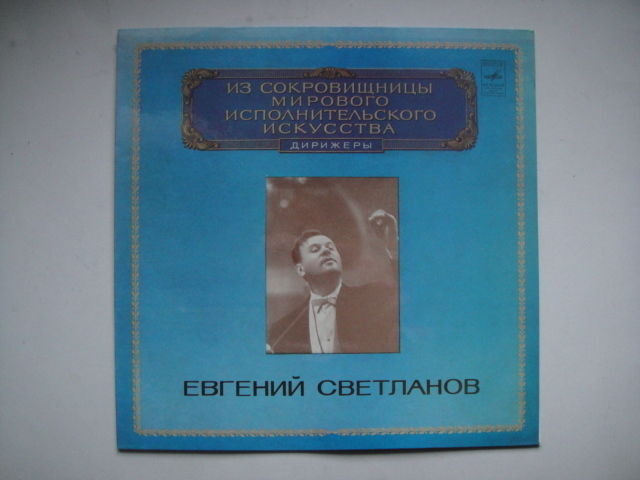 ИЗ СОКРОВИЩНИЦЫ
МИРОВОГО
ИСПОЛНИТЕЛЬСКОГО
ИСКУССТВА
ДИРИЖЕРЫ
ЕВГЕНИЙ СВЕТЛАНОВ